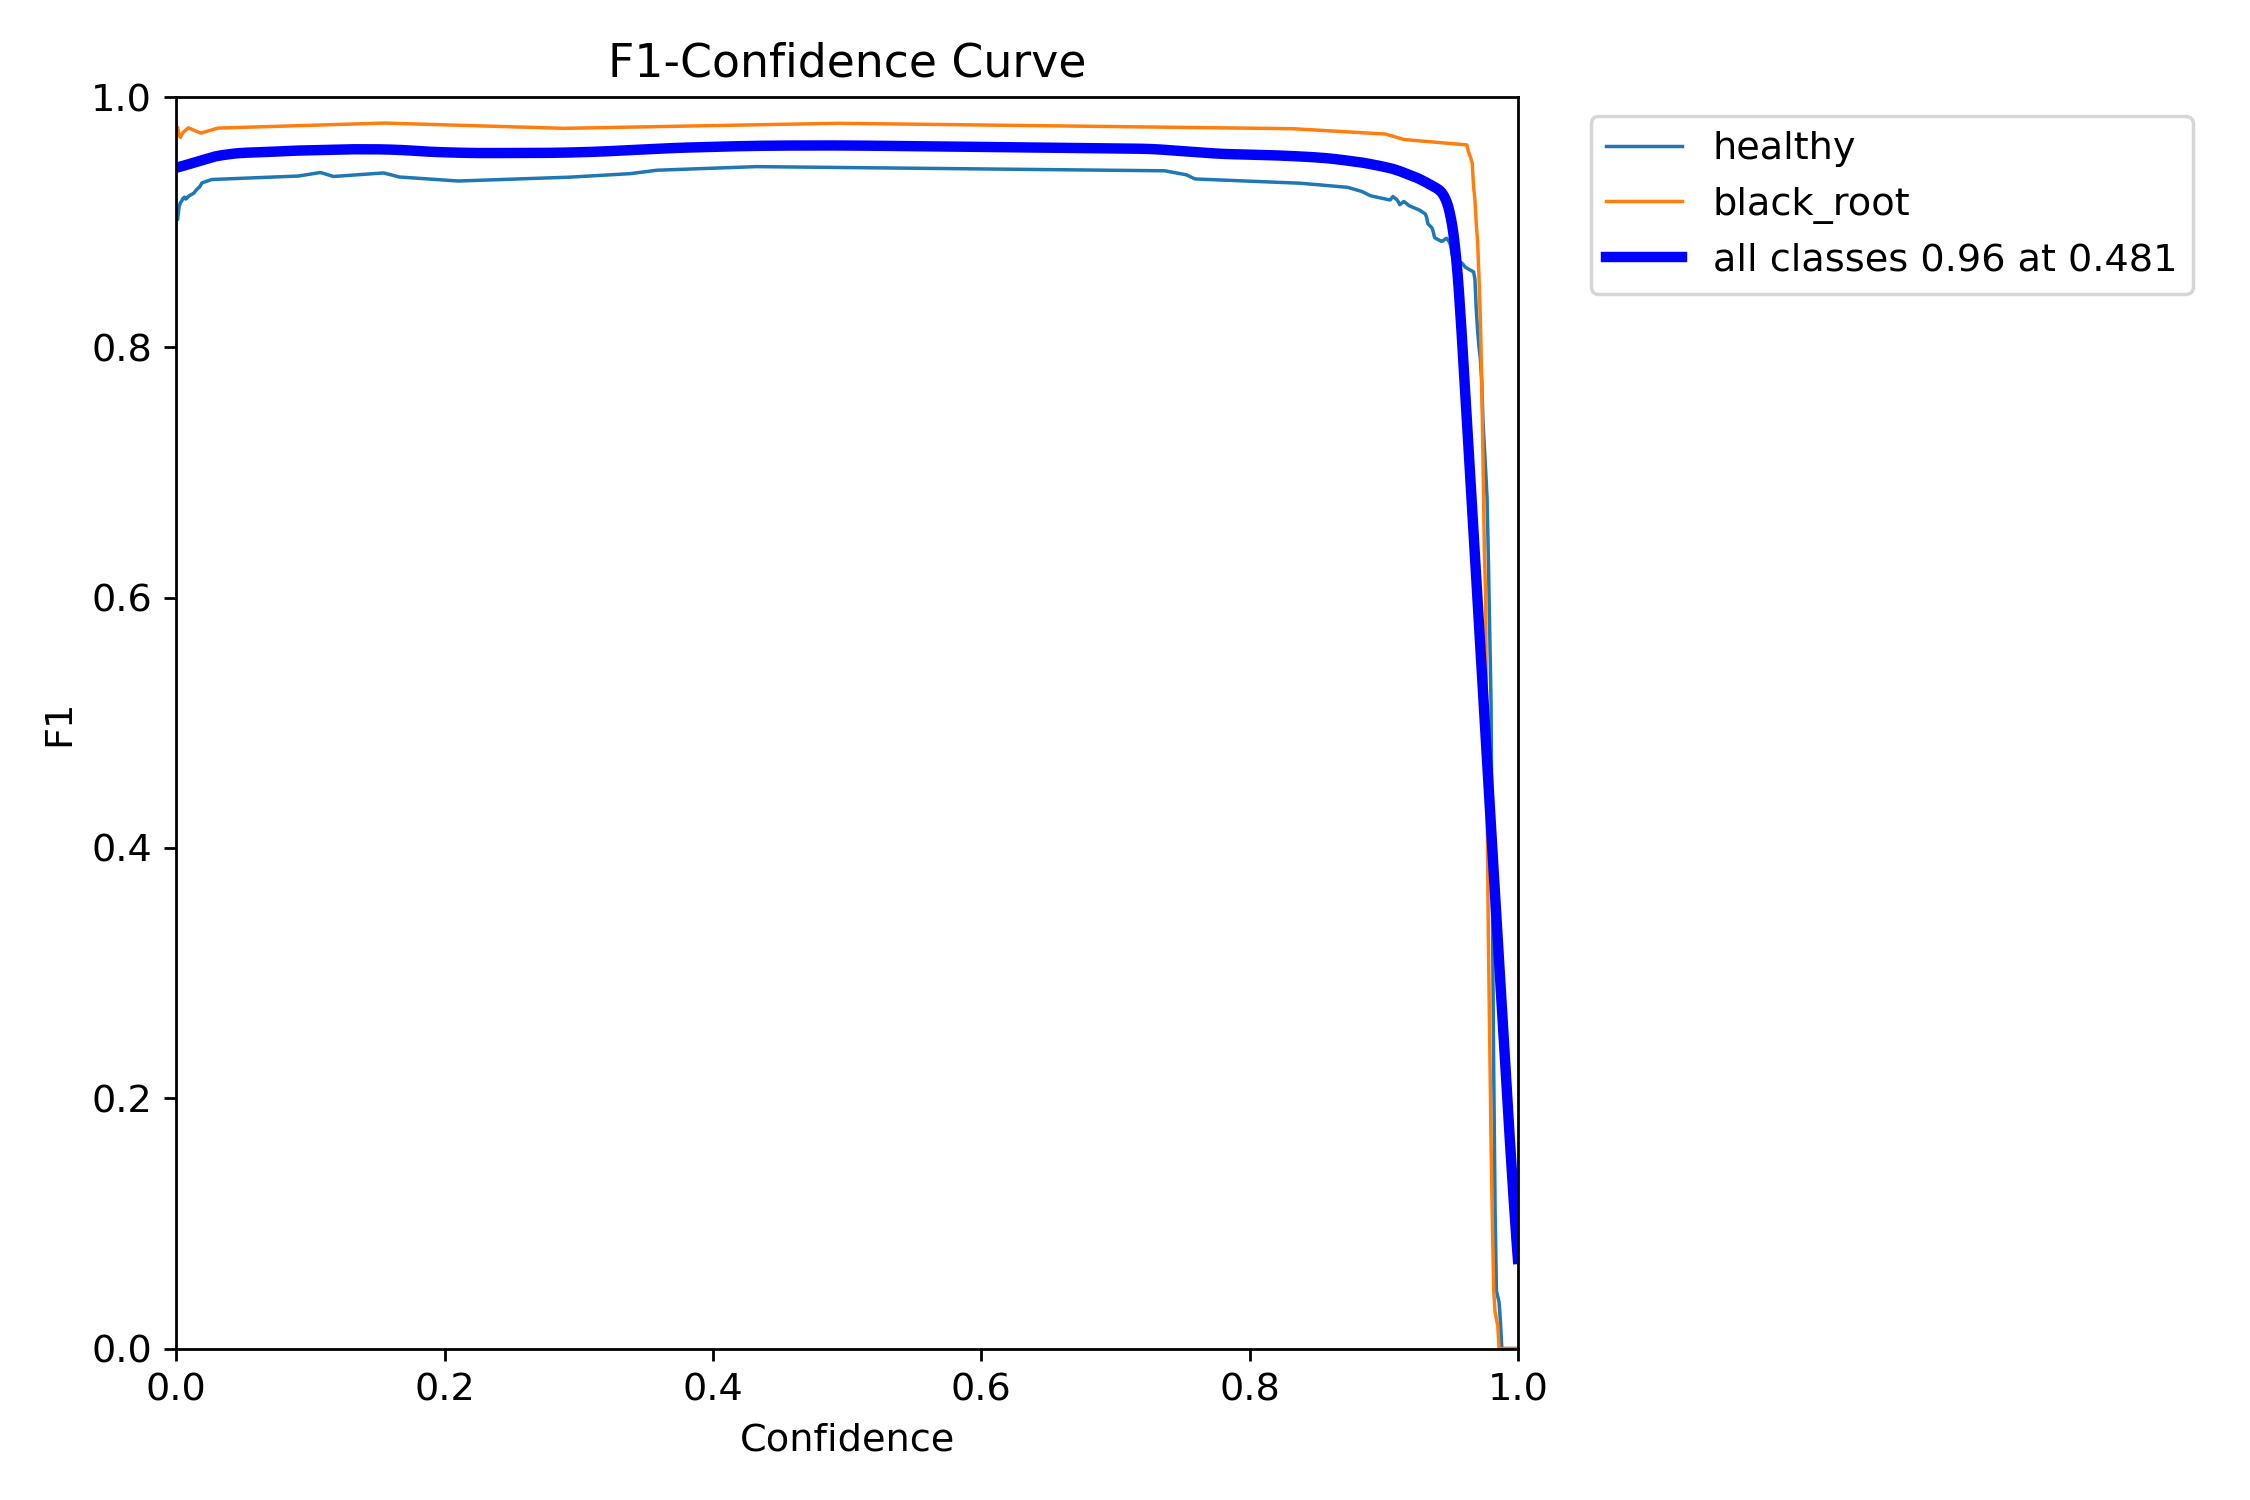 F1-Confidence Curve
1.0
0.8
0.6
0.4
0.2
0.0
F1
0.0 0.2 0.4 0.6 0.8 1.0
Confidence
healthy
black_root
all classes 0.96 at 0.481